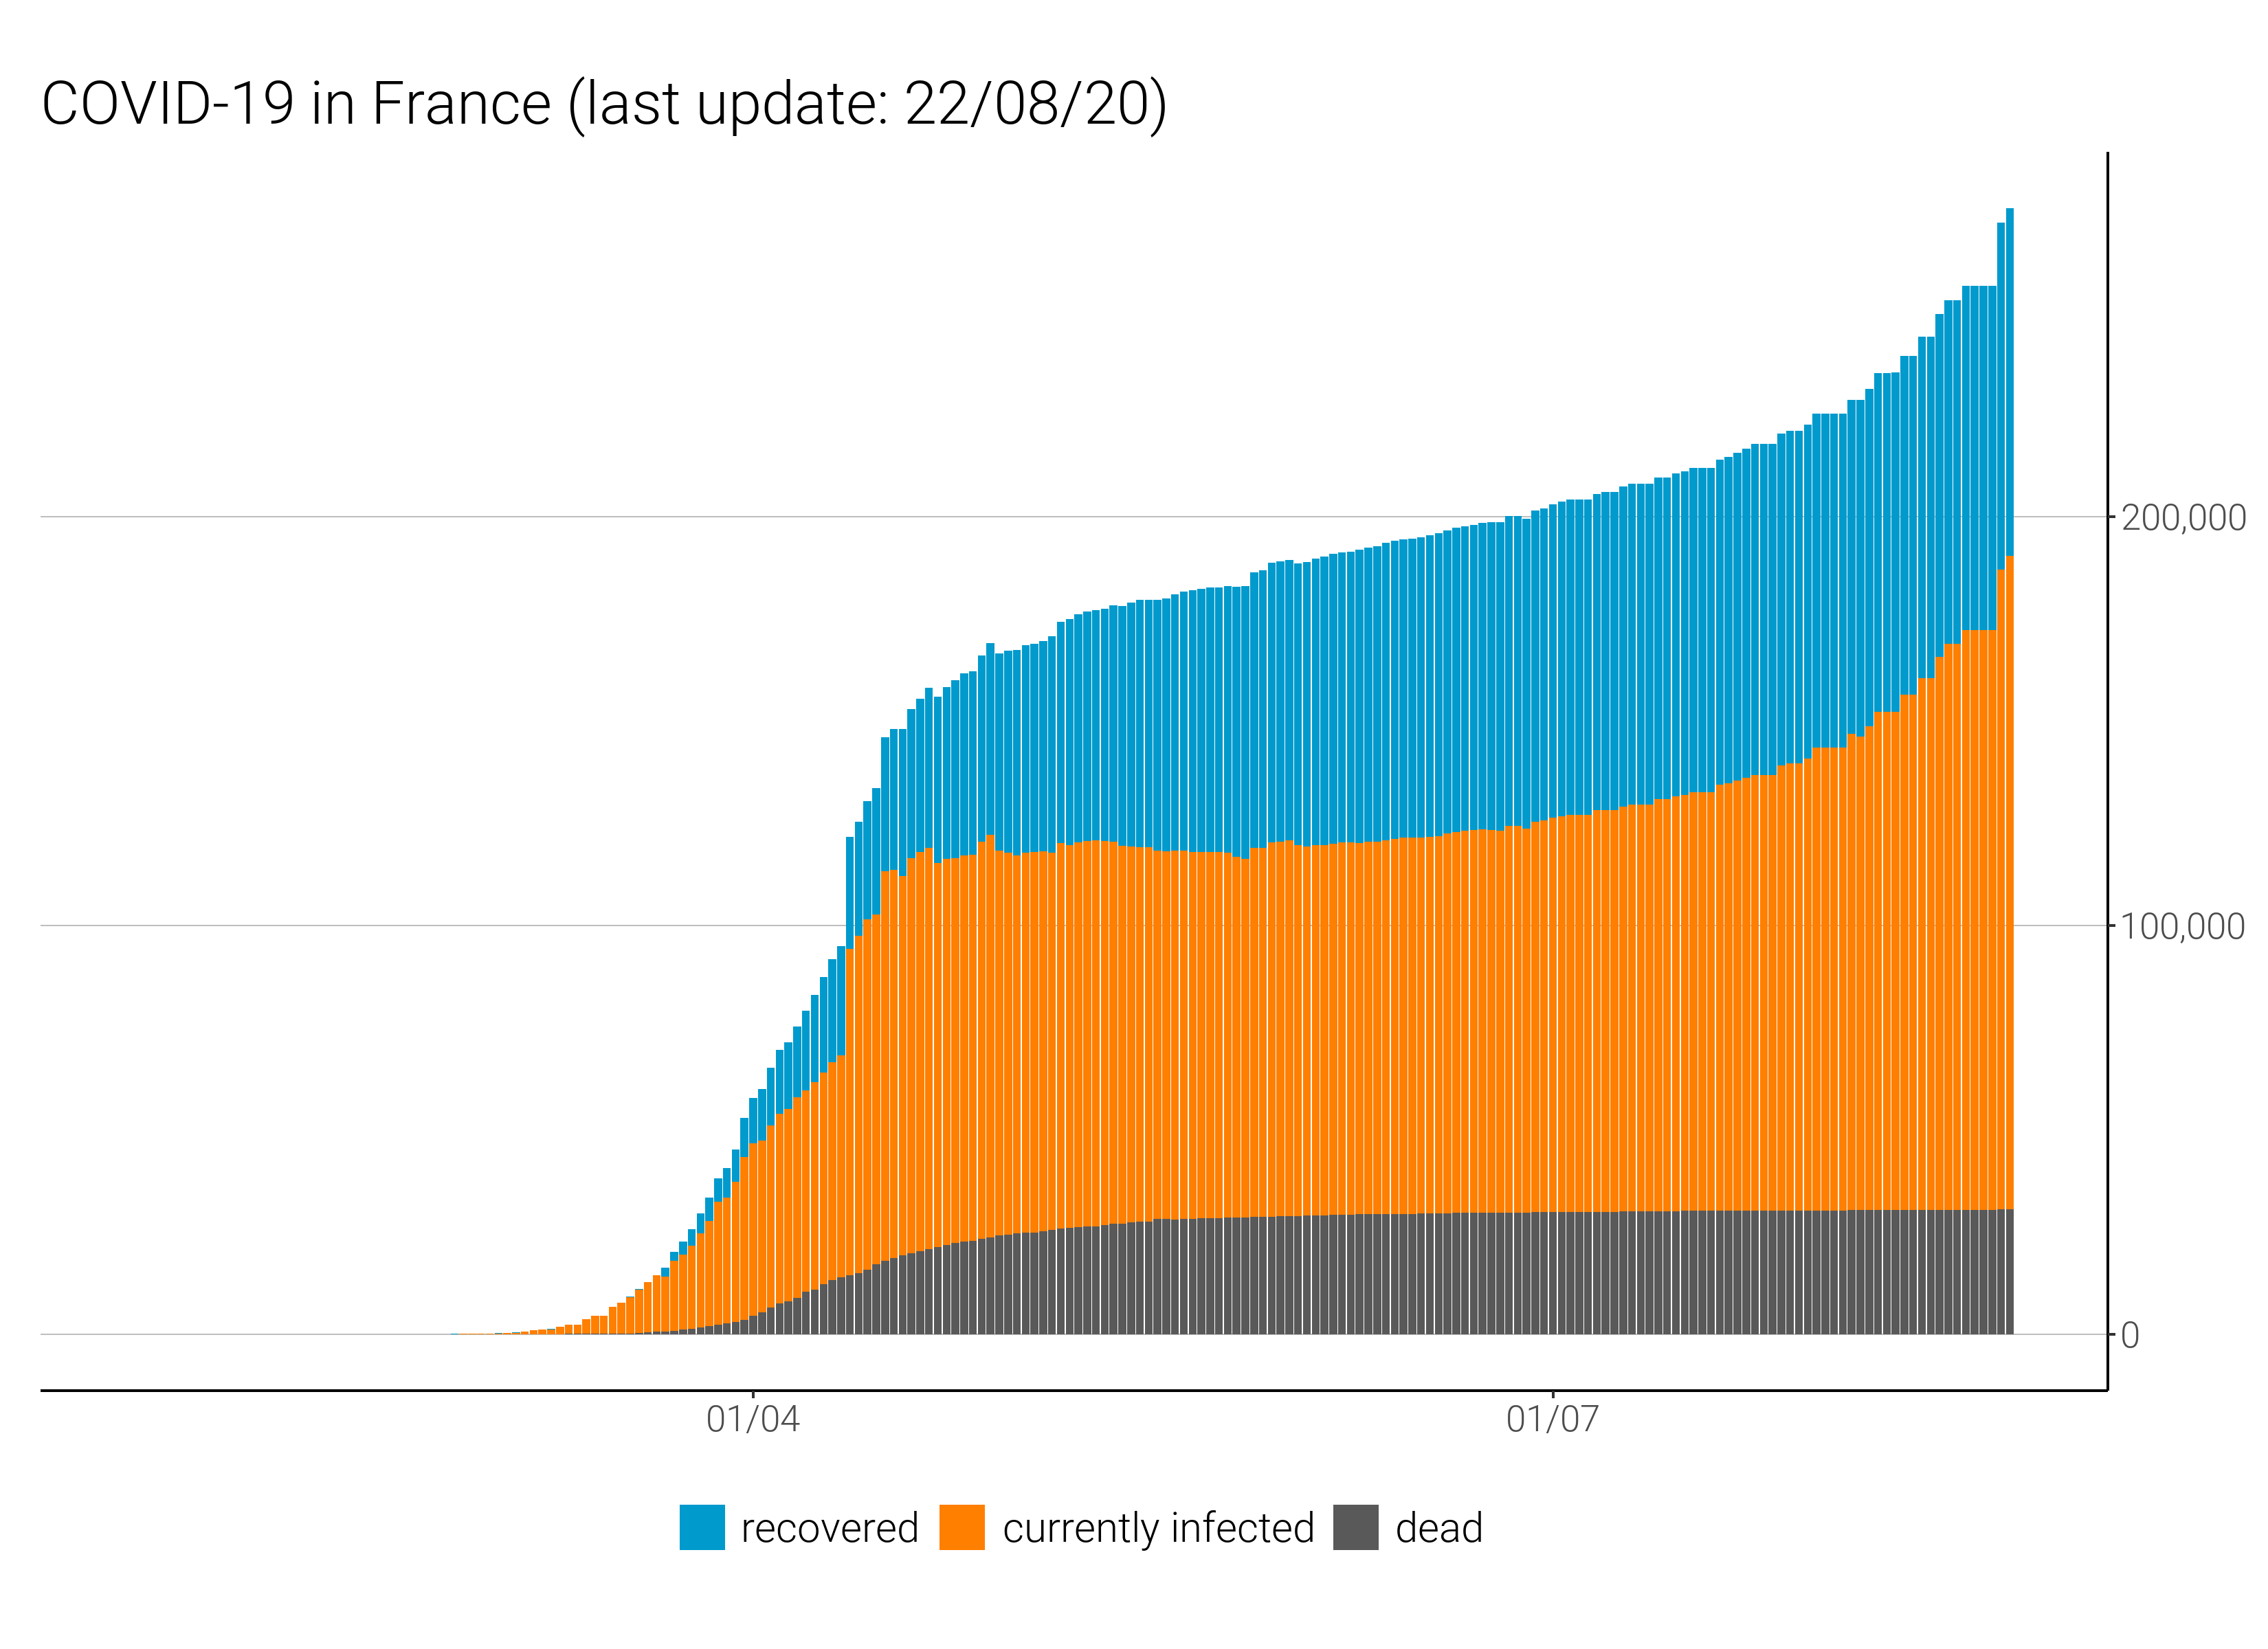 COVID-19 in France (last update: 22/08/20)
200,000
100,000
0
01/04 01/07
recovered currently infected dead